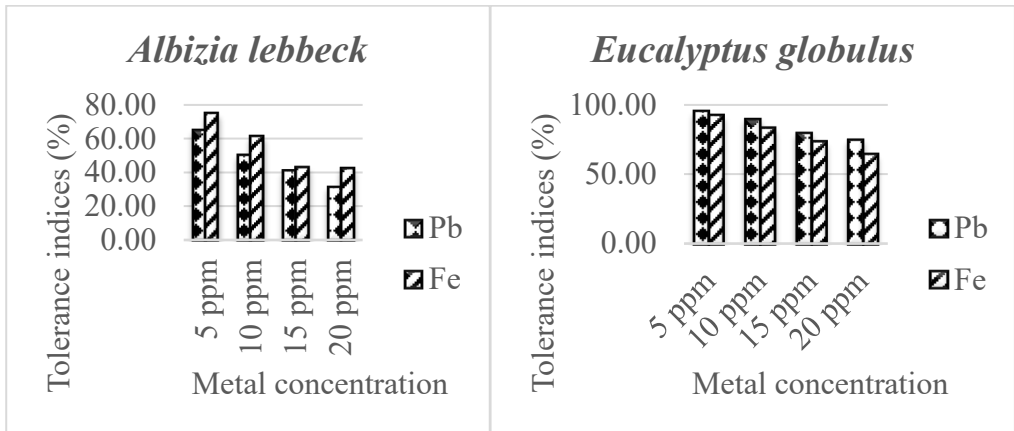 Albizia lebbeck
Tolerance indices (%)
80.00
60.00
40.00
20.00
0.00
5 ppm
10 ppm
15 ppm
20 ppm
Metal concentration
Pb
Fe
Eucalyptus globulus
Tolerance indices (%)
100.00
50.00
0.00
5 ppm
10 ppm
15 ppm
20 ppm
Metal concentration
Pb
Fe